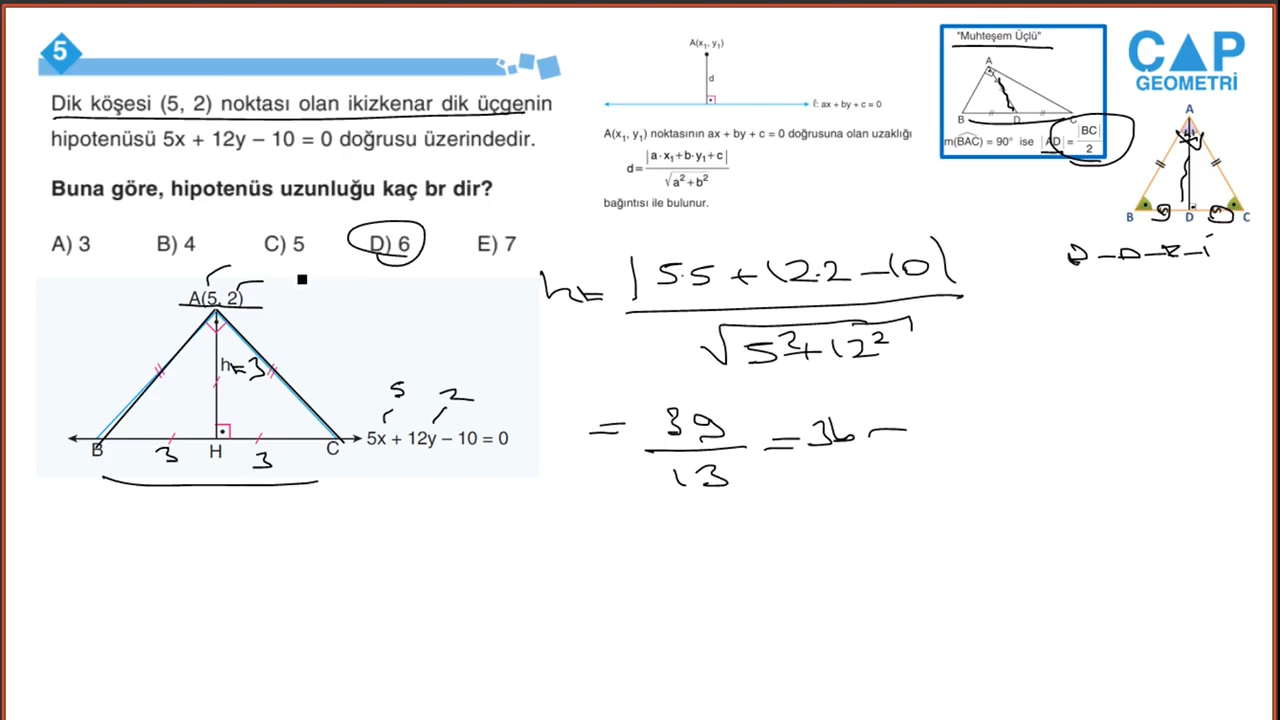 5
Dik köşesi (5, 2) noktası olan ikizkenar dik üçgenin
hipotenüsü 5x + 12y – 10 = 0 doğrusu üzerindedir.
Buna göre, hipotenüs uzunluğu kaç br dir?
A) 3 B) 4 C) 5 D) 6 E) 7
A(5, 2)
h=3
5 2
5x + 12y – 10 = 0
B 3 H 3 C
A(x₁, y₁)
d
ℓ: ax + by + c = 0
A(x₁, y₁) noktasının ax + by + c = 0 doğrusuna olan uzaklığı
d = |a·x₁+b·y₁+c| / √a²+b²
bağıntısı ile bulunur.
"Muhteşem Üçlü"
A
B D C
m(BAC) = 90° ise |AD| = |BC| / 2
CAP
GEOMETRİ
A
B D C
h = |5.5 + 12.2 – 10| / √5²+12²
= 39 / 13 = 3br